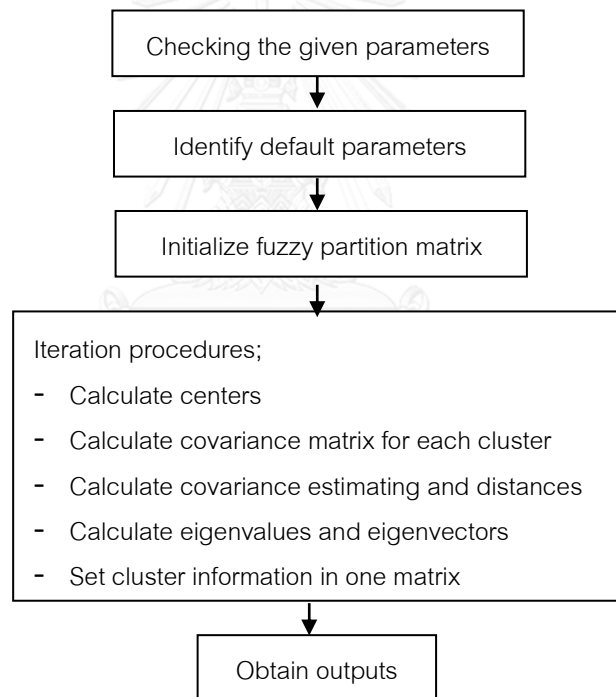 Checking the given parameters
Identify default parameters
Initialize fuzzy partition matrix
Iteration procedures;
- Calculate centers
- Calculate covariance matrix for each cluster
- Calculate covariance estimating and distances
- Calculate eigenvalues and eigenvectors
- Set cluster information in one matrix
Obtain outputs